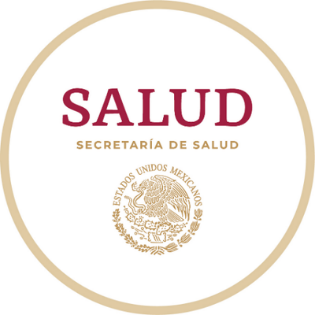 SALUD
SECRETARÍA DE SALUD
ESTADOS UNIDOS MEXICANOS